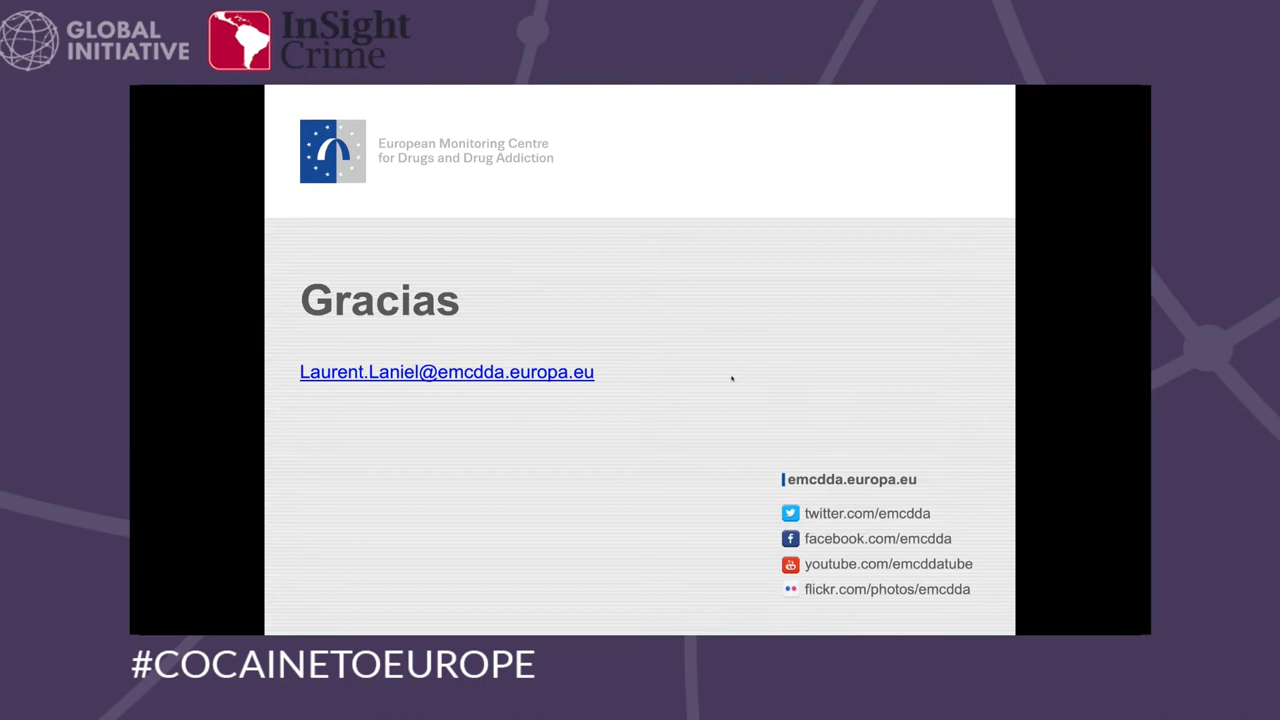 GLOBAL
INITIATIVE
InSight
Crime
European Monitoring Centre
for Drugs and Drug Addiction
Gracias
Laurent.Laniel@emcdda.europa.eu
emcdda.europa.eu
twitter.com/emcdda
facebook.com/emcdda
youtube.com/emcddatube
flickr.com/photos/emcdda
#COCAINETOEUROPE